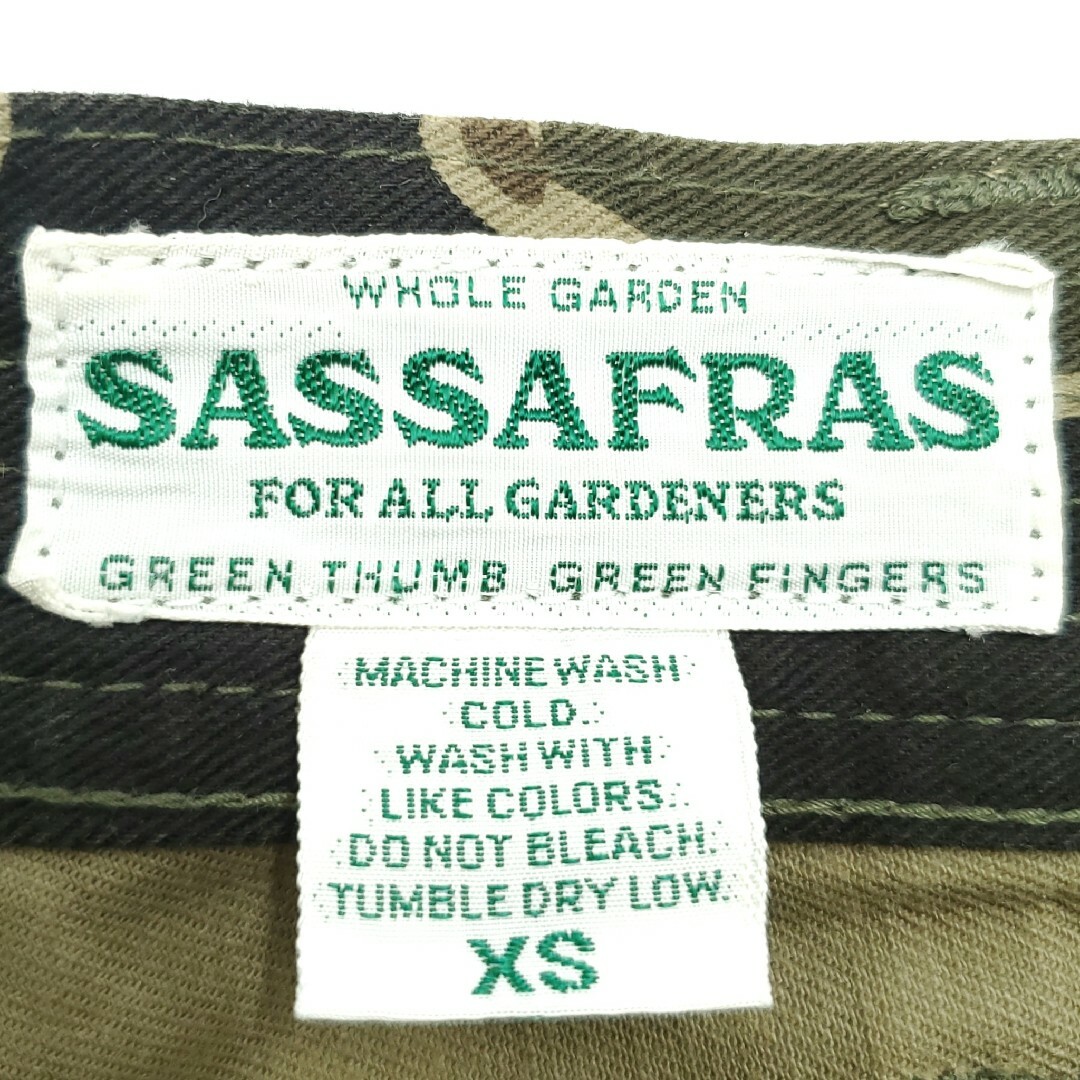 WHOLE GARDEN
SASSAFRAS
FOR ALL GARDENERS
GREEN THUMB GREEN FINGERS
MACHINE WASH
COLD.
WASH WITH
LIKE COLORS.
DO NOT BLEACH.
TUMBLE DRY LOW.
XS